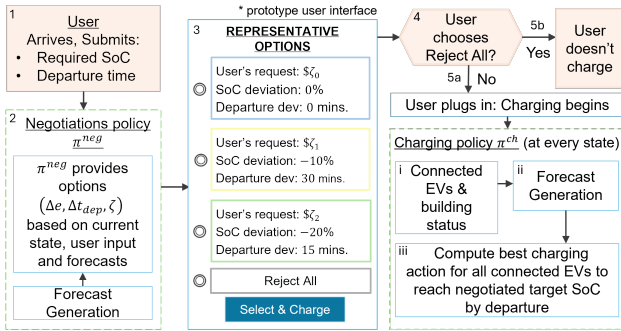 * prototype user interface
1
User
Arrives, Submits:
• Required SoC
• Departure time
2 Negotiations policy
π^neg
π^neg provides
options
(Δe, Δt_dep, ζ)
based on current
state, user input
and forecasts
Forecast
Generation
3
REPRESENTATIVE
OPTIONS
User's request: $ζ₀
SoC deviation: 0%
Departure dev: 0 mins.
User's request: $ζ₁
SoC deviation: −10%
Departure dev: 30 mins.
User's request: $ζ₂
SoC deviation: −20%
Departure dev: 15 mins.
Reject All
Select & Charge
4
User
chooses
Reject All?
5b
Yes
User
doesn't
charge
5a
No
User plugs in: Charging begins
Charging policy π^ch (at every state)
i Connected
EVs &
building
status
ii Forecast
Generation
iii Compute best charging
action for all connected EVs to
reach negotiated target SoC
by departure